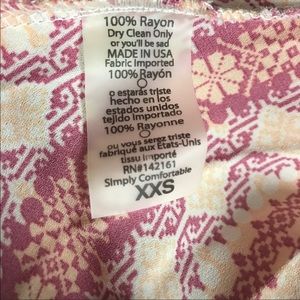 100% Rayon
Dry Clean Only
or you'll be sad
MADE IN USA
Fabric Imported
100% Rayón
o estarás triste
hecho en los
estados unidos
tejido importado
100% Rayonne
ou vous serez triste
fabriqué aux Etats-Unis
tissu importé
RN#142161
Simply Comfortable
XXS